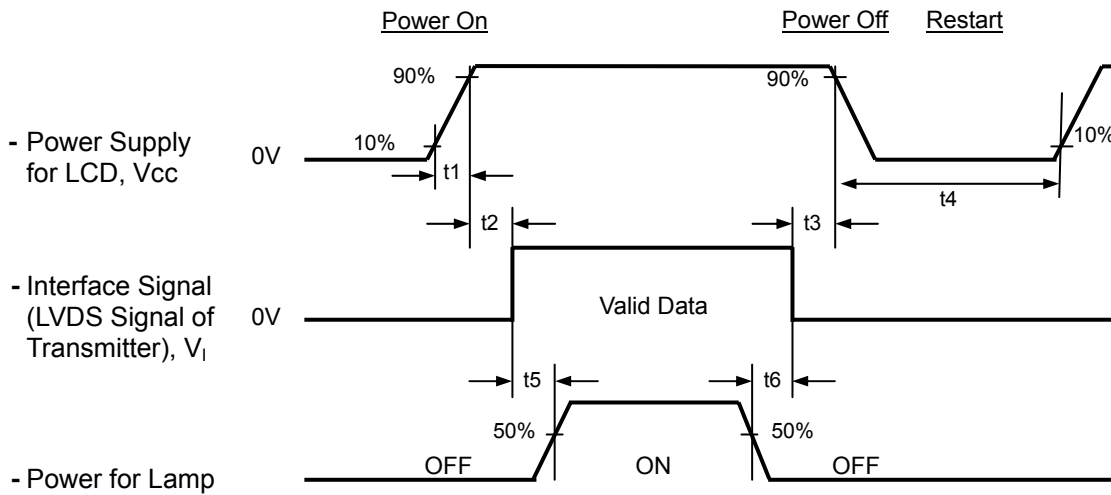 Power On
Power Off
Restart
90%
90%
- Power Supply
for LCD, Vcc
0V
10%
10%
t1
t4
t2
t3
- Interface Signal
(LVDS Signal of
Transmitter), VI
0V
Valid Data
t5
t6
50%
50%
- Power for Lamp
OFF
ON
OFF